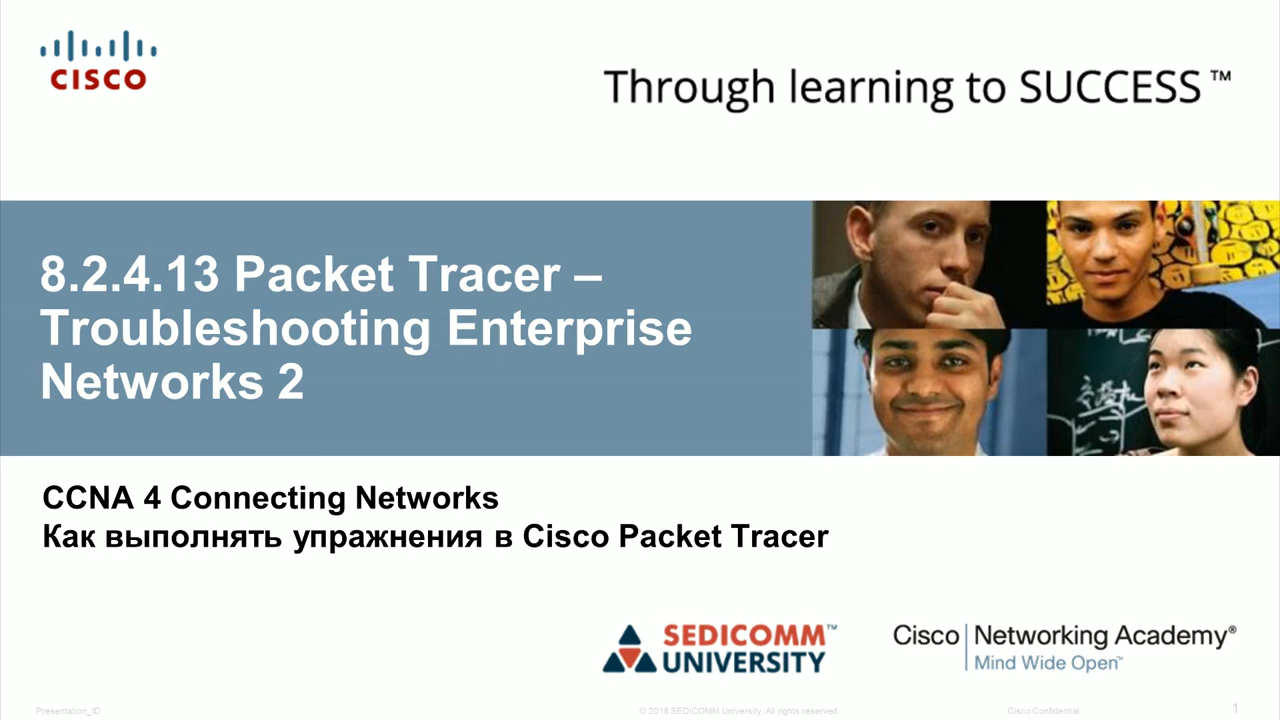 CISCO
Through learning to SUCCESS™
8.2.4.13 Packet Tracer –
Troubleshooting Enterprise
Networks 2
CCNA 4 Connecting Networks
Как выполнять упражнения в Cisco Packet Tracer
SEDICOMM™
UNIVERSITY
Cisco Networking Academy®
Mind Wide Open™
Presentation_ID
© 2018 SEDICOMM University. All rights reserved.
Cisco Confidential
1